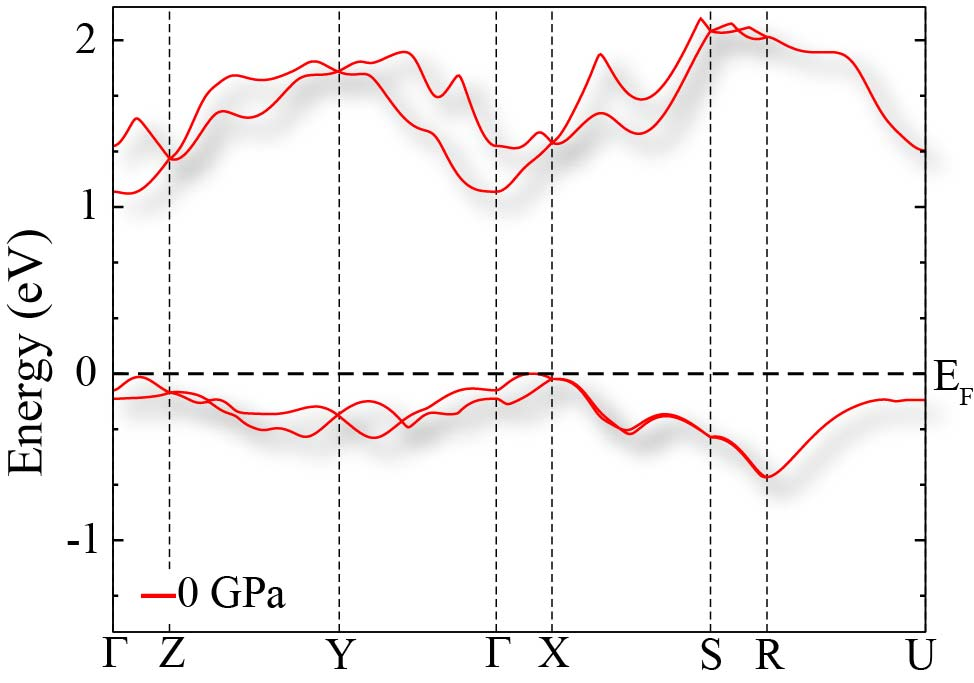 Energy (eV)
2
1
0
-1
E_F
0 GPa
Γ Z Y Γ X S R U